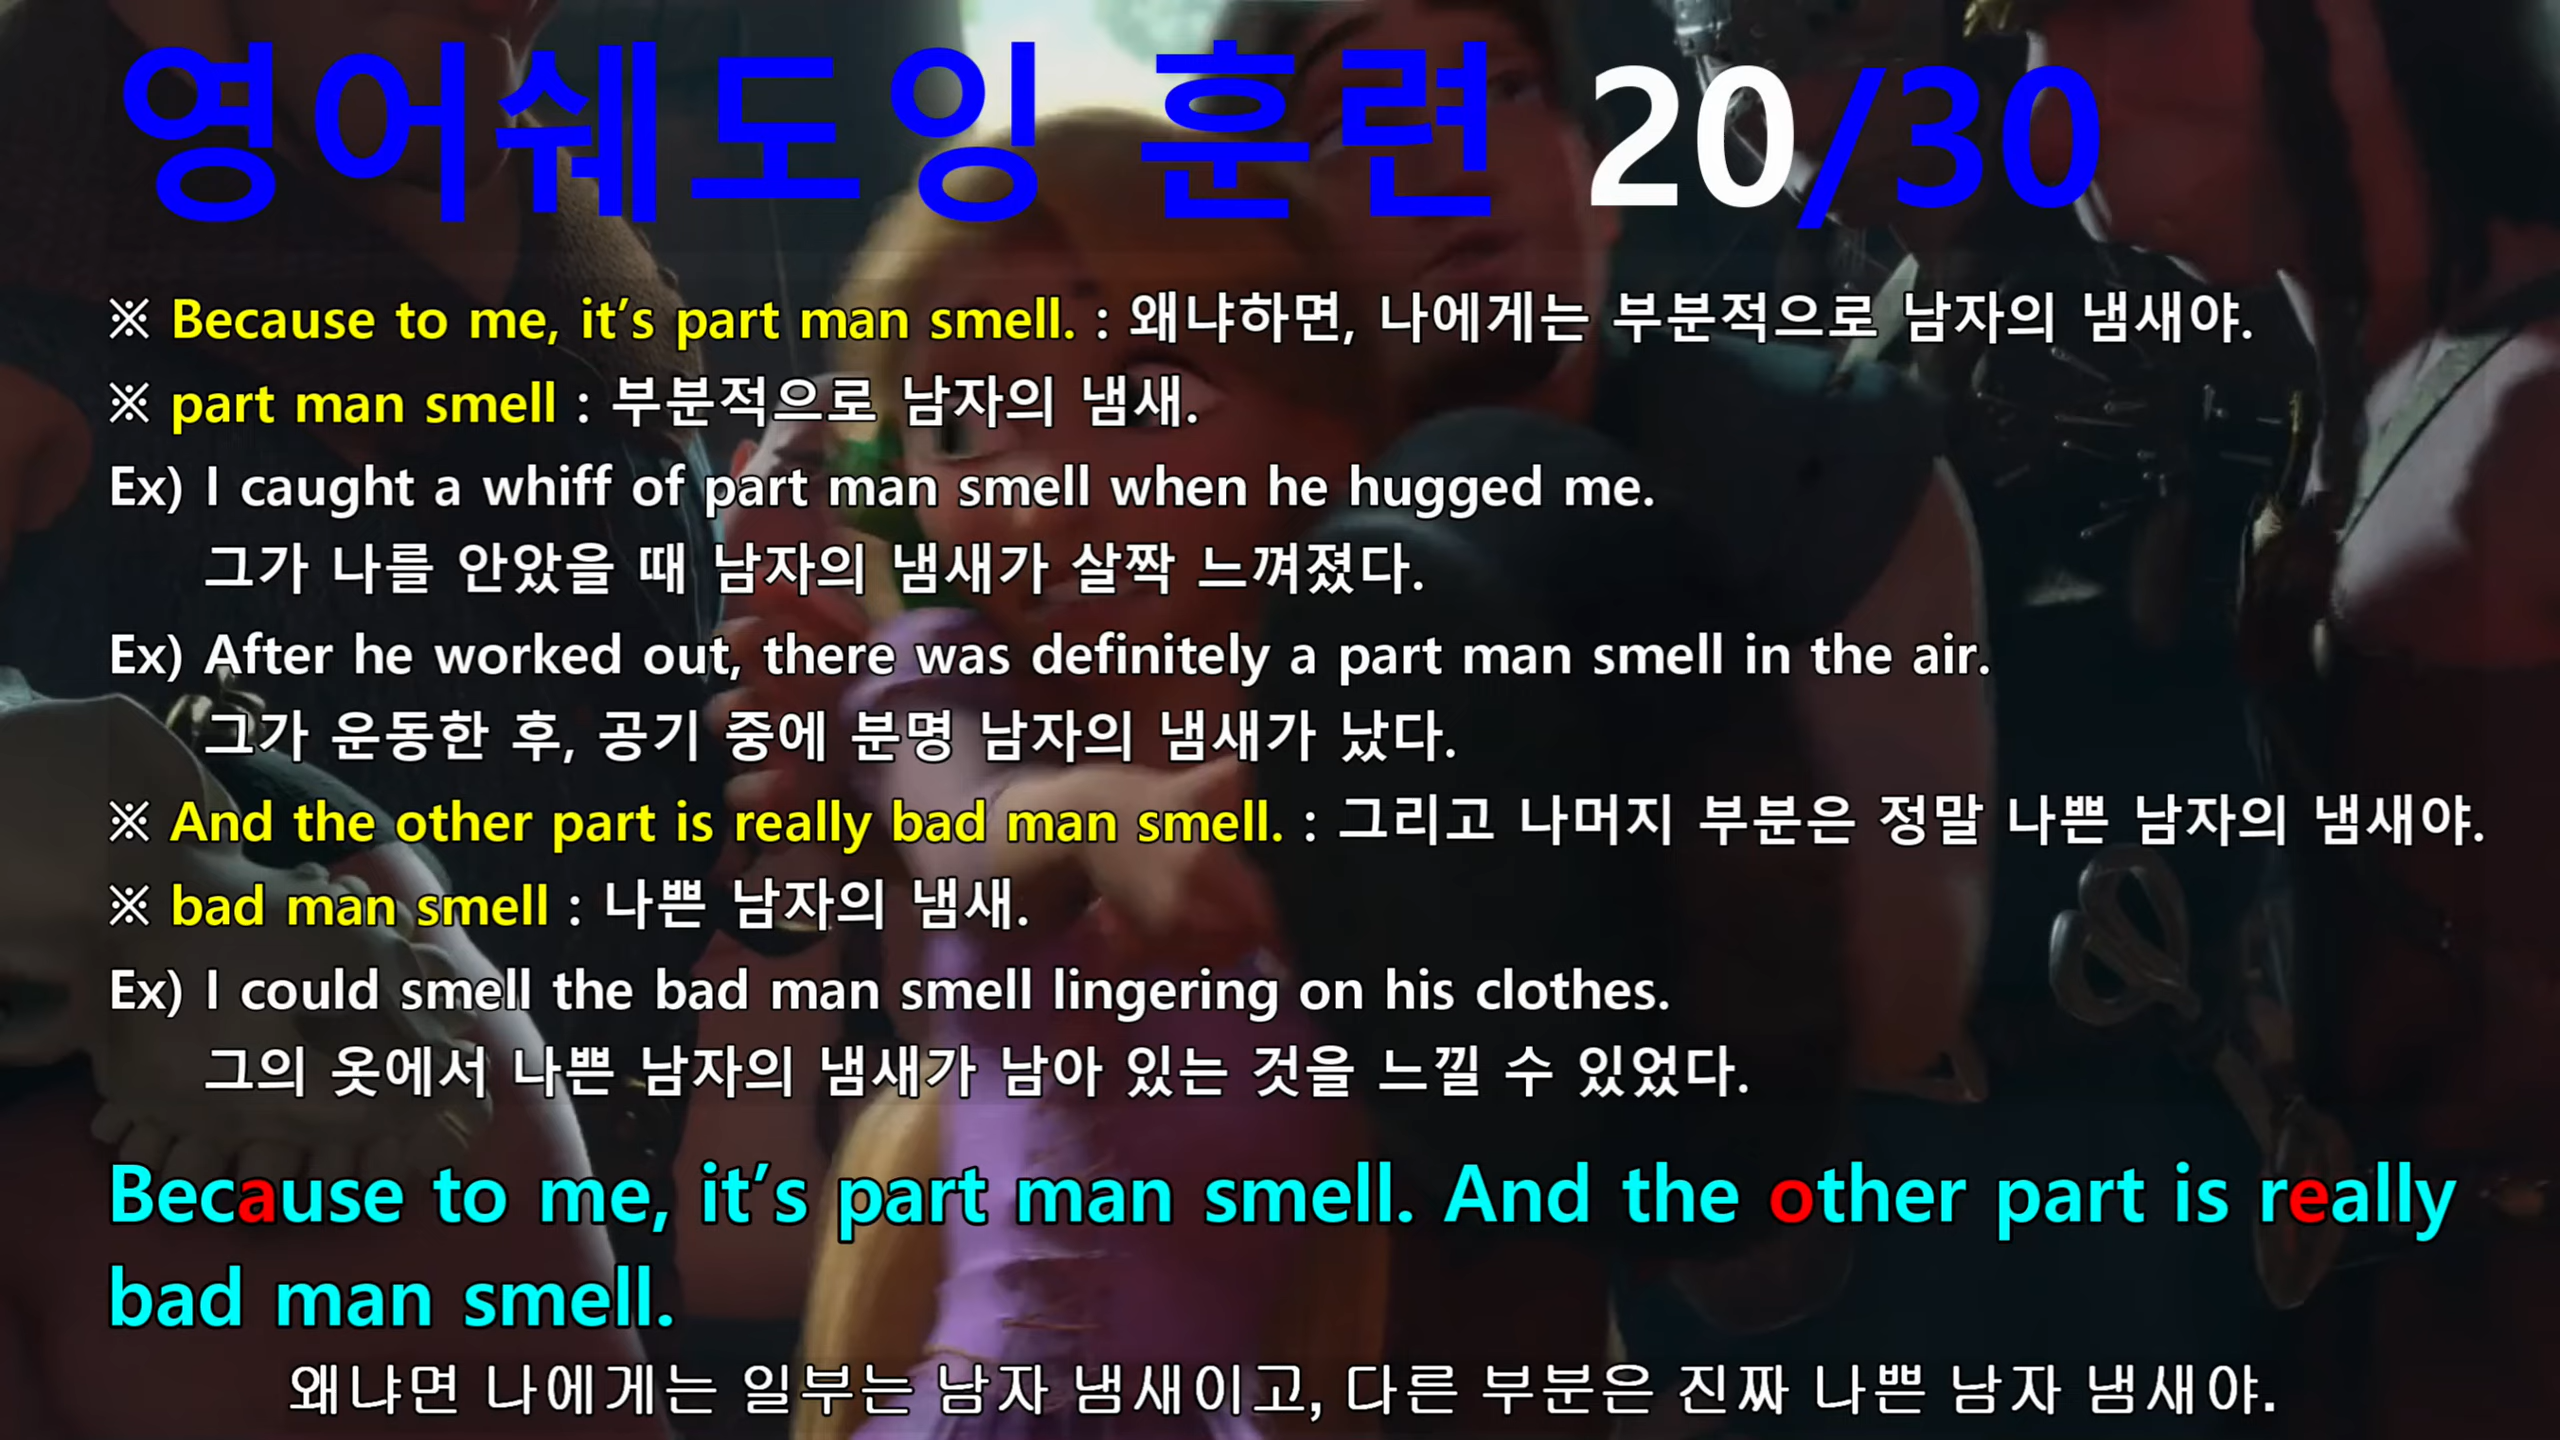 영어쉐도잉 훈련 20/30
※ Because to me, it’s part man smell. : 왜냐하면, 나에게는 부분적으로 남자의 냄새야.
※ part man smell : 부분적으로 남자의 냄새.
Ex) I caught a whiff of part man smell when he hugged me.
그가 나를 안았을 때 남자의 냄새가 살짝 느껴졌다.
Ex) After he worked out, there was definitely a part man smell in the air.
그가 운동한 후, 공기 중에 분명 남자의 냄새가 났다.
※ And the other part is really bad man smell. : 그리고 나머지 부분은 정말 나쁜 남자의 냄새야.
※ bad man smell : 나쁜 남자의 냄새.
Ex) I could smell the bad man smell lingering on his clothes.
그의 옷에서 나쁜 남자의 냄새가 남아 있는 것을 느낄 수 있었다.
Because to me, it’s part man smell. And the other part is really
bad man smell.
왜냐면 나에게는 일부는 남자 냄새이고, 다른 부분은 진짜 나쁜 남자 냄새야.